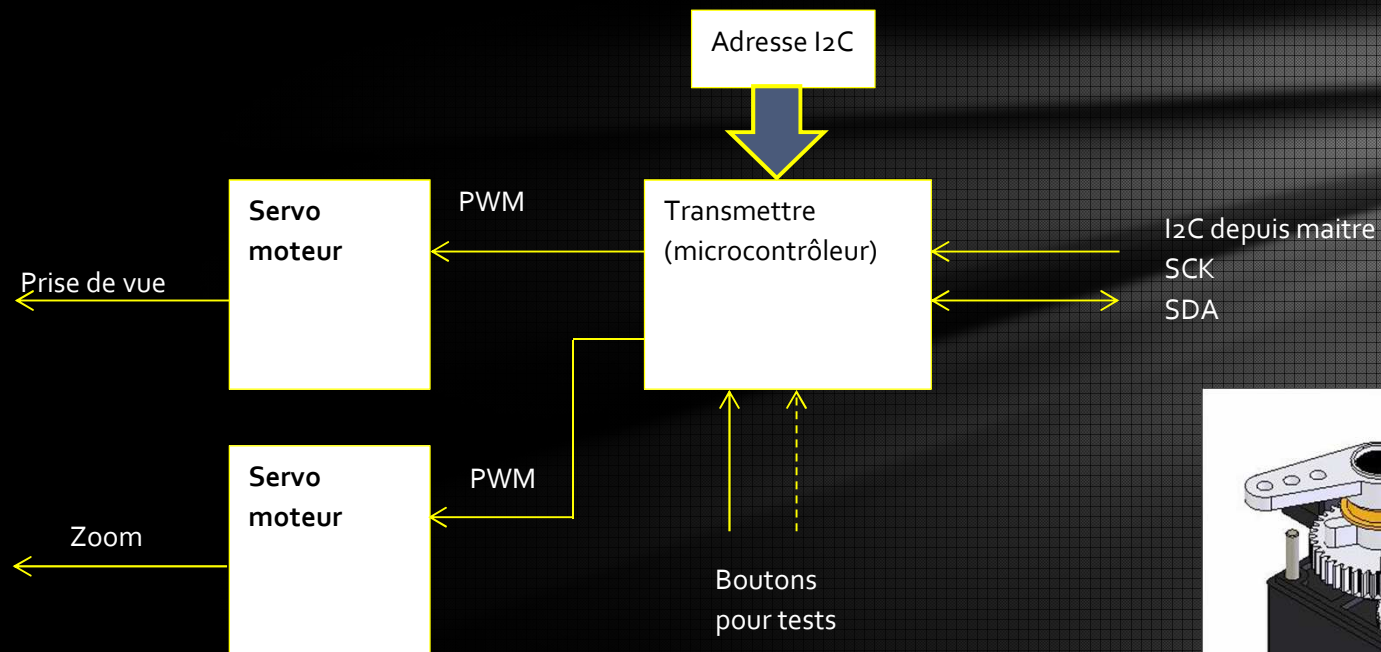 Adresse I2C
Servo
moteur
PWM
Transmettre
(microcontrôleur)
I2C depuis maitre
SCK
SDA
Prise de vue
Servo
moteur
PWM
Zoom
Boutons
pour tests